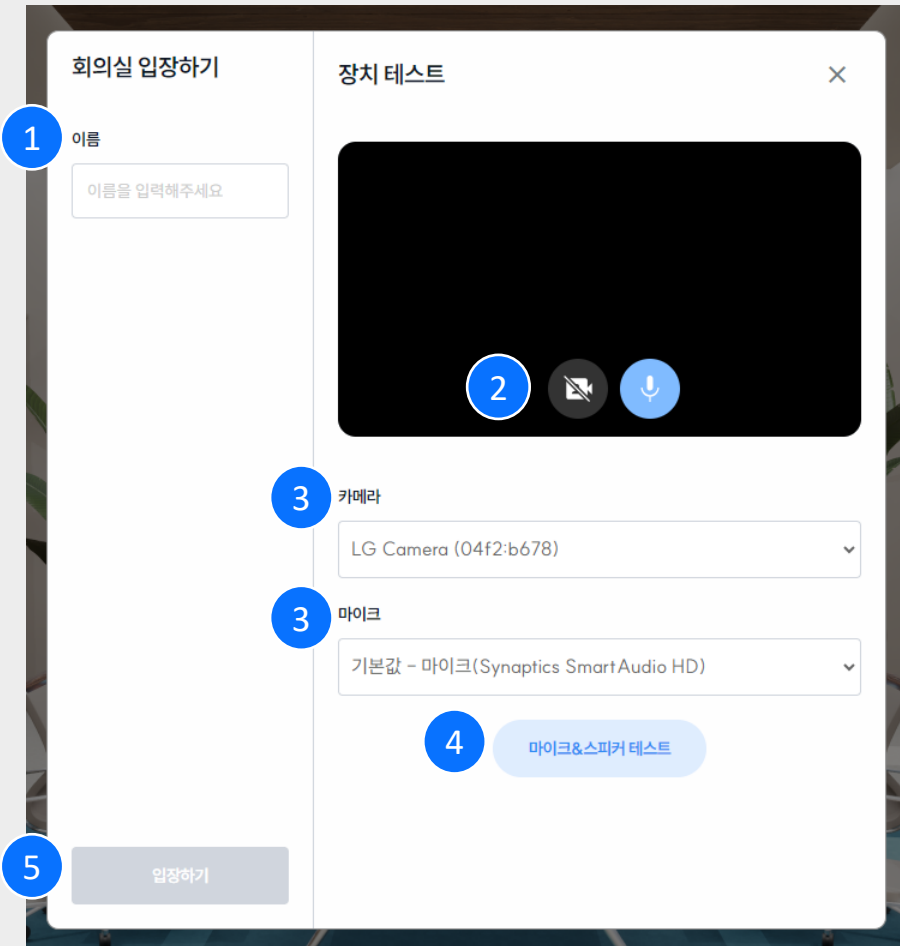 회의실 입장하기
1
이름
이름을 입력해주세요
5
입장하기
장치 테스트
2
3
카메라
LG Camera (04f2:b678)
3
마이크
기본값 - 마이크(Synaptics SmartAudio HD)
4
마이크&스피커 테스트